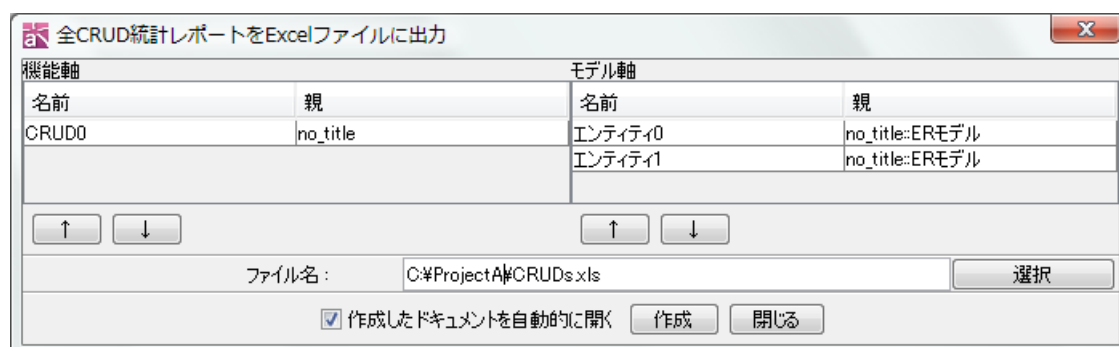 全CRUD統計レポートをExcelファイルに出力
機能軸 モデル軸
名前 親 名前 親
CRUD0 no_title エンティティ0 no_title::ERモデル
エンティティ1 no_title::ERモデル
↑ ↓ ↑ ↓
ファイル名： C:¥ProjectA¥CRUDs.xls 選択
作成したドキュメントを自動的に開く 作成 閉じる